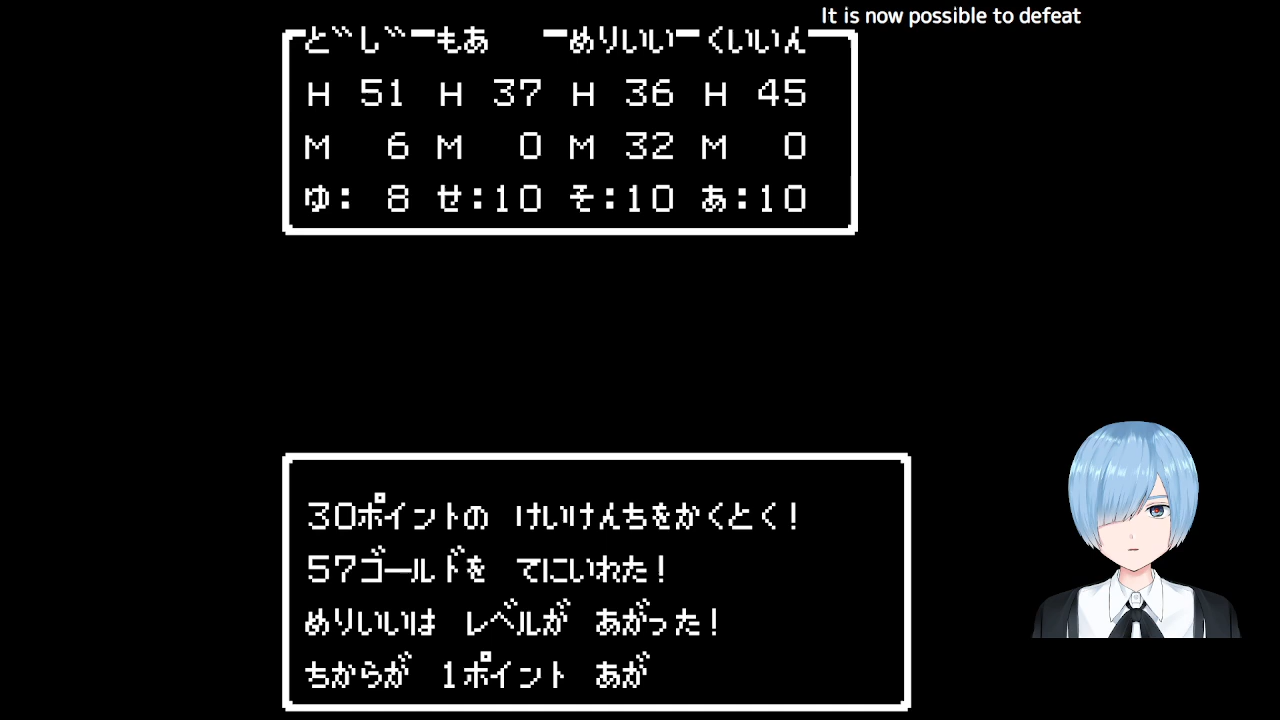 It is now possible to defeat
ど じ もあ めりいい くいいん
H 51 H 37 H 36 H 45
M 6 M 0 M 32 M 0
ゆ: 8 せ:10 そ:10 あ:10
30ポイントの けいけんちをかくとく!
57ゴールドを てにいれた!
めりいいは レベルが あがった!
ちからが 1ポイント あが